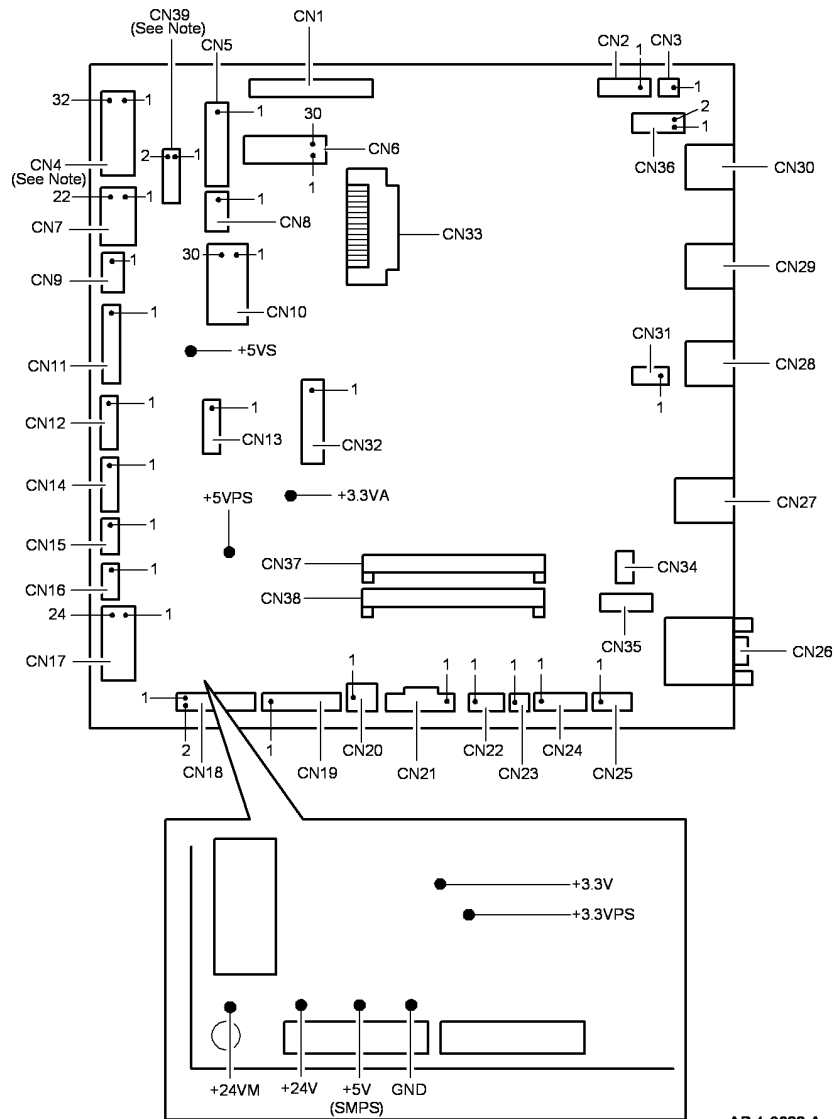 CN39
(See Note)
CN5
CN1
CN2
1
CN3
1
32
1
1
2
1
30
1
CN6
2
1
CN36
CN4
(See Note)
2
1
CN30
22
1
1
CN7
CN8
CN33
CN9
1
30
1
CN10
CN29
1
CN11
+5VS
CN31
1
CN28
1
CN12
1
CN13
1
CN32
1
CN14
+5VPS
+3.3VA
CN27
1
CN15
CN37
CN34
1
CN16
CN38
24
1
CN35
CN17
CN26
1
2
CN18
1
CN19
1
CN20
1
CN21
1
CN22
1
CN23
1
CN24
1
CN25
+3.3V
+3.3VPS
+24VM
+24V
+5V
(SMPS)
GND